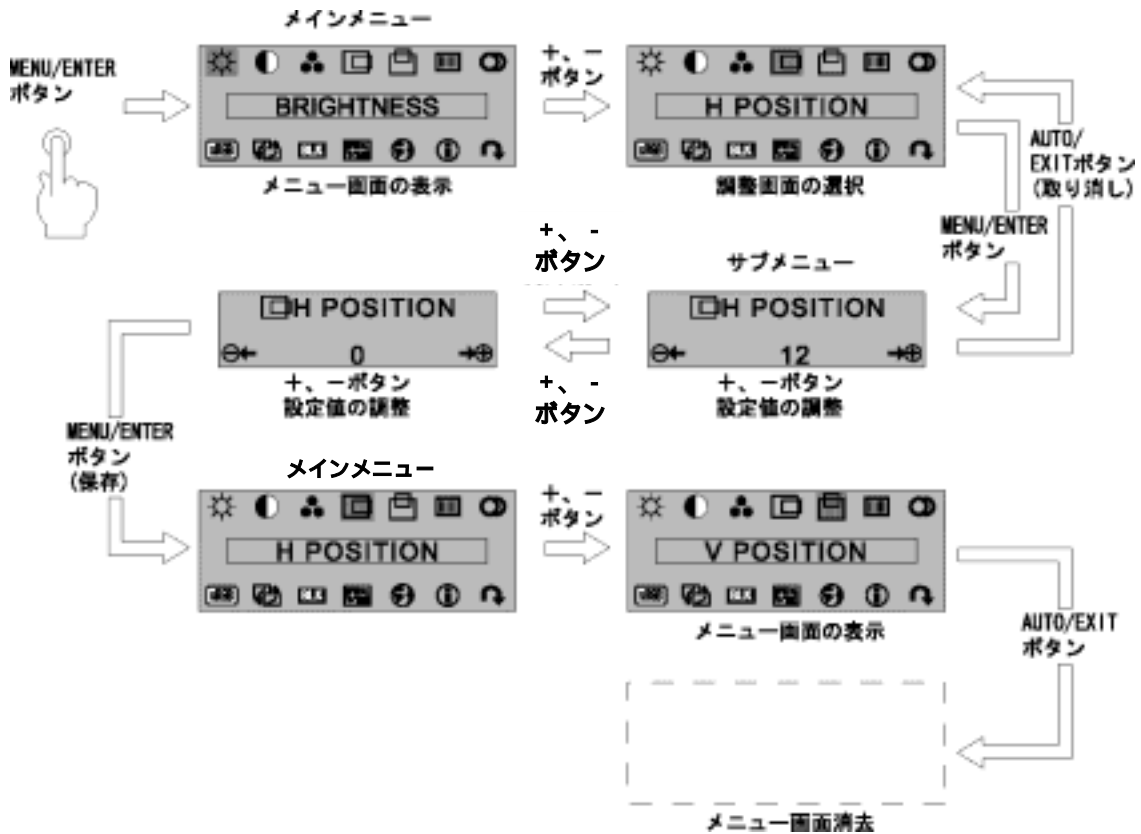 メインメニュー
MENU/ENTER
ボタン
BRIGHTNESS
メニュー画面の表示
＋、－
ボタン
H POSITION
調整画面の選択
AUTO/
EXITボタン
(取り消し)
MENU/ENTER
ボタン
サブメニュー
H POSITION
12
＋、－ボタン
設定値の調整
+、 -
ボタン
+、 -
ボタン
H POSITION
0
＋、－ボタン
設定値の調整
MENU/ENTER
ボタン
(保存)
メインメニュー
H POSITION
＋、－
ボタン
V POSITION
メニュー画面の表示
AUTO/EXIT
ボタン
メニュー画面消去